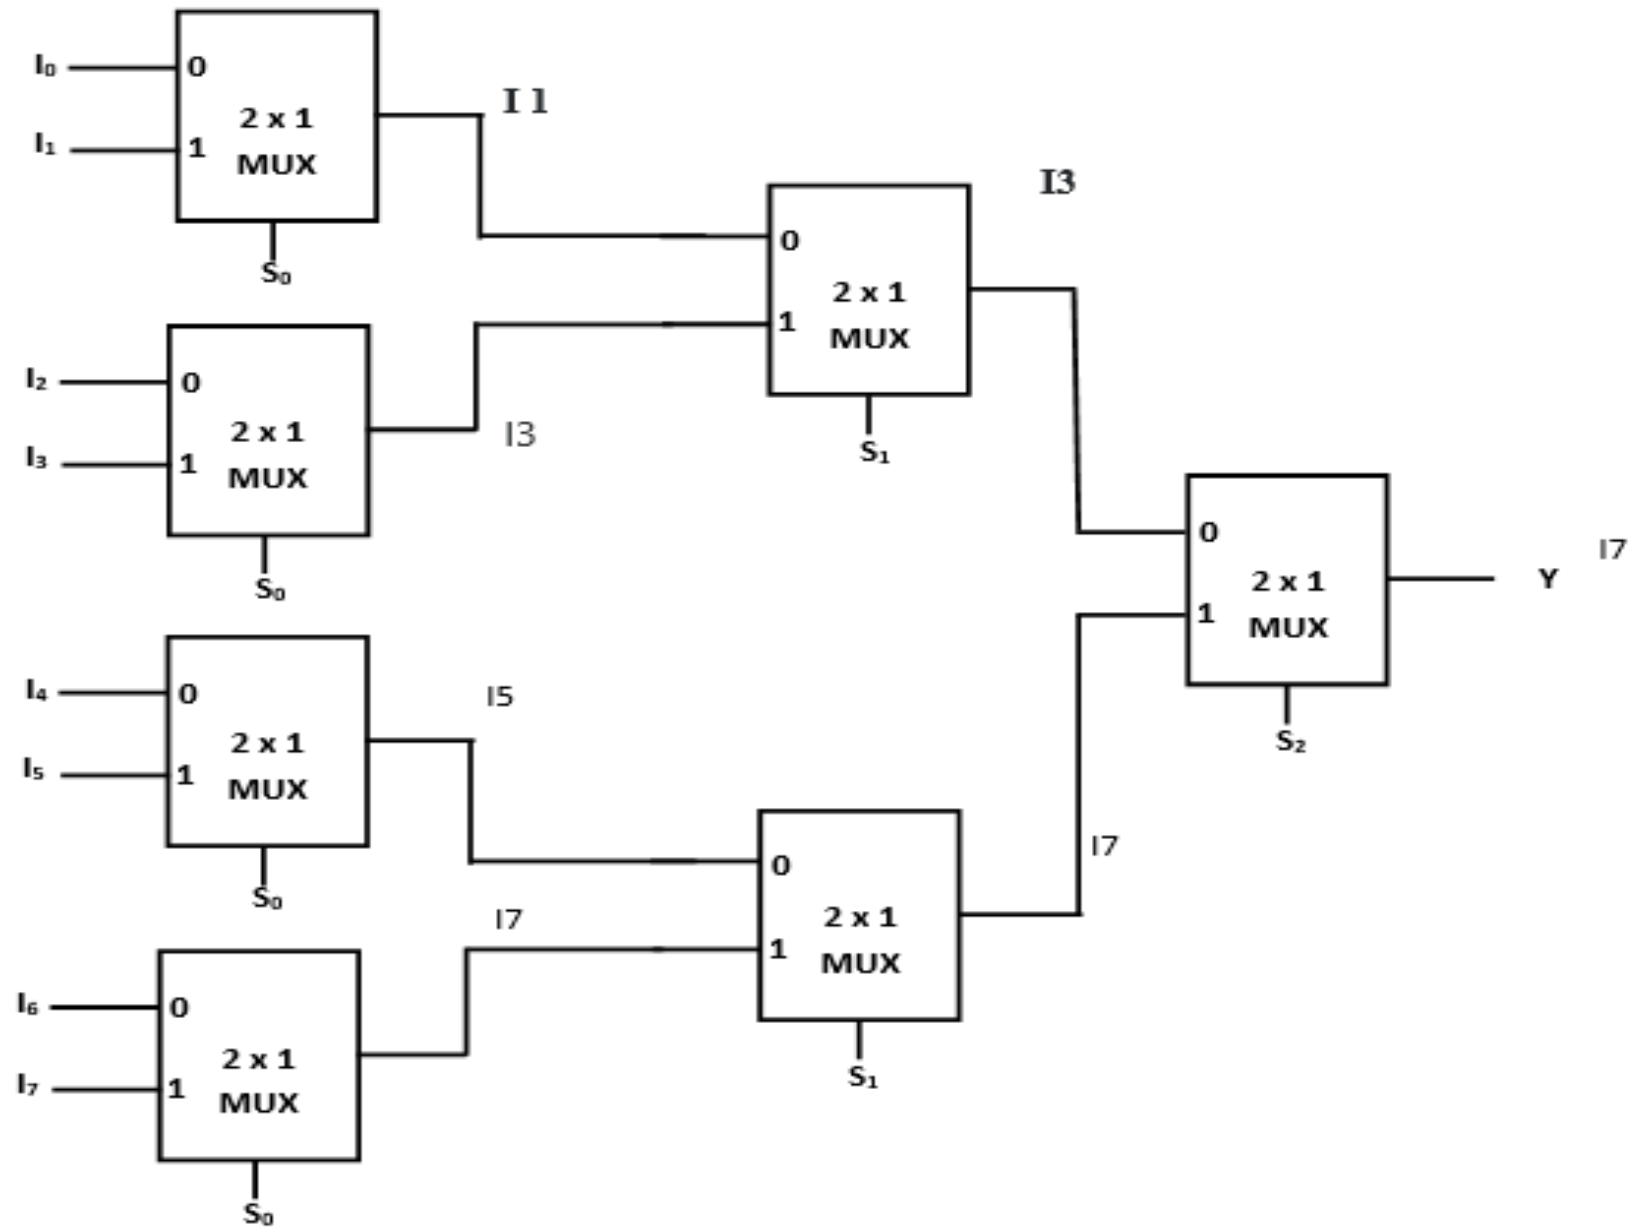 I₀ 0
2 x 1
I₁ 1
MUX
S₀
I 1
I₂ 0
2 x 1
I₃ 1
MUX
S₀
I3
0
2 x 1
1
MUX
S₁
I3
I₄ 0
2 x 1
I₅ 1
MUX
S₀
I5
I₆ 0
2 x 1
I₇ 1
MUX
S₀
I7
0
2 x 1
1
MUX
S₁
I7
0
2 x 1
1
MUX
S₂
Y
I7